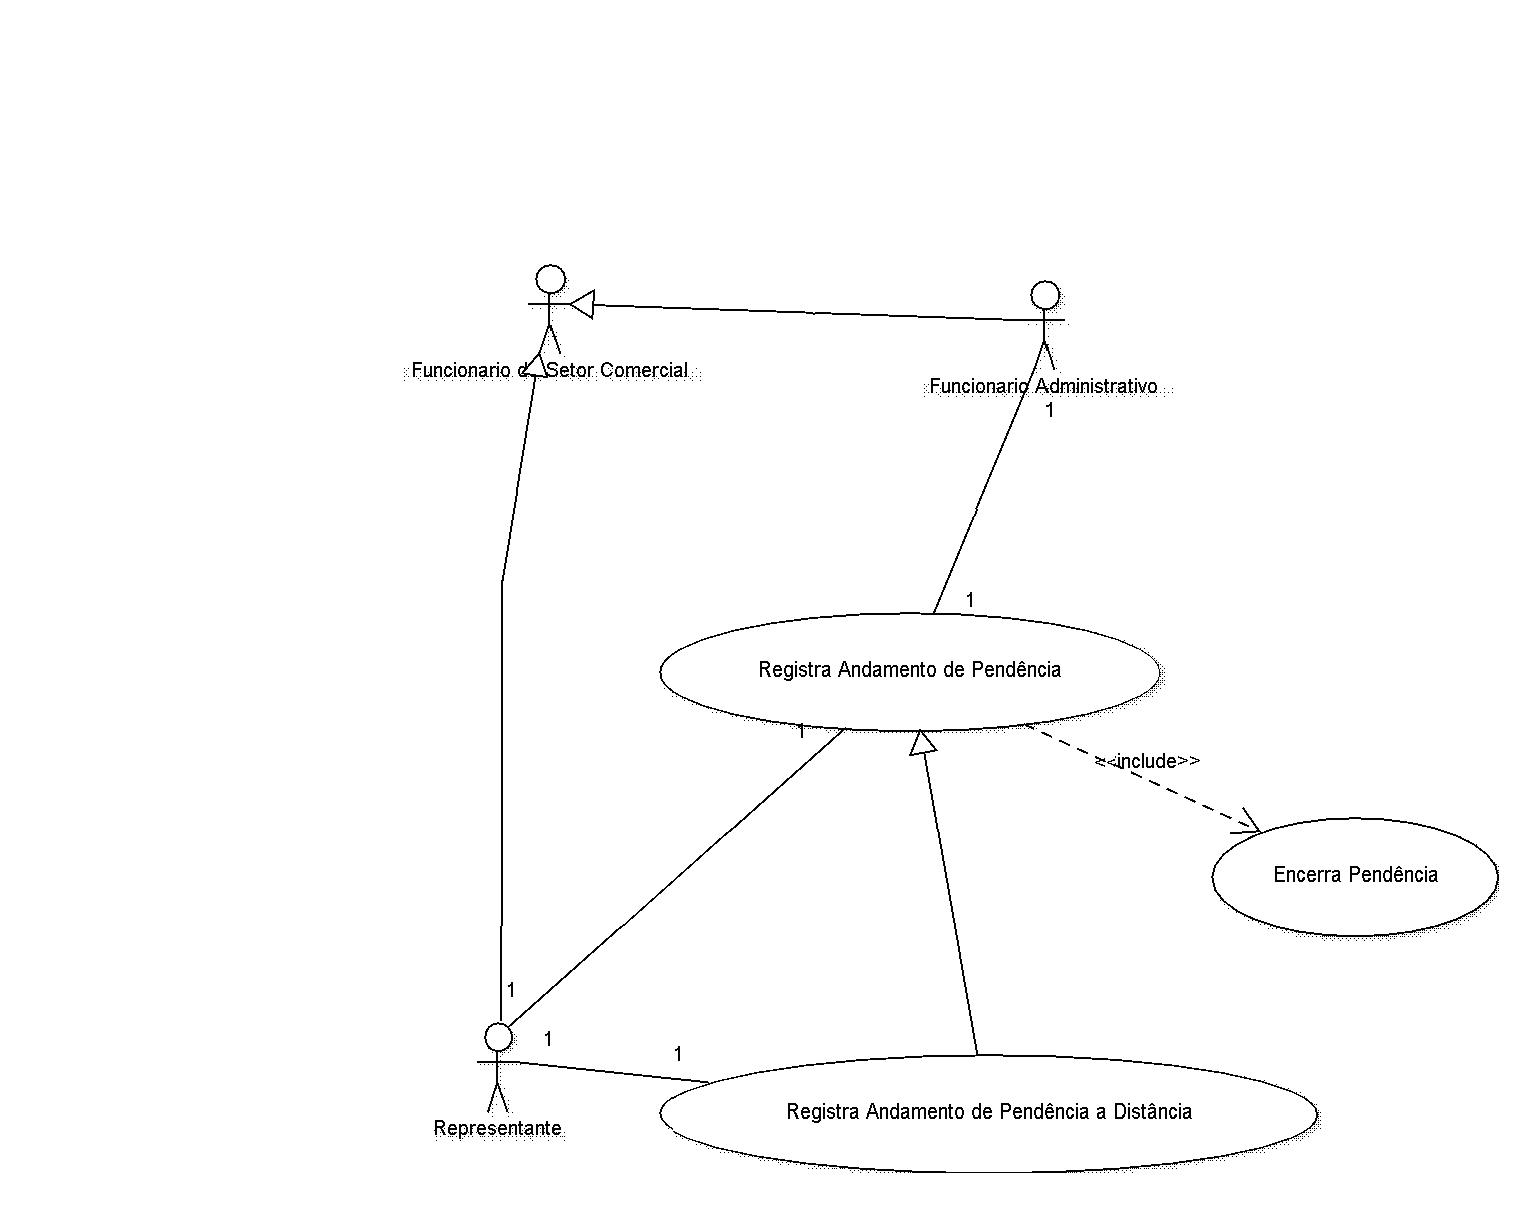 Funcionario do Setor Comercial
Funcionario Administrativo
1
1
Registra Andamento de Pendência
1
<<include>>
Encerra Pendência
1
1
1
Registra Andamento de Pendência a Distância
Representante